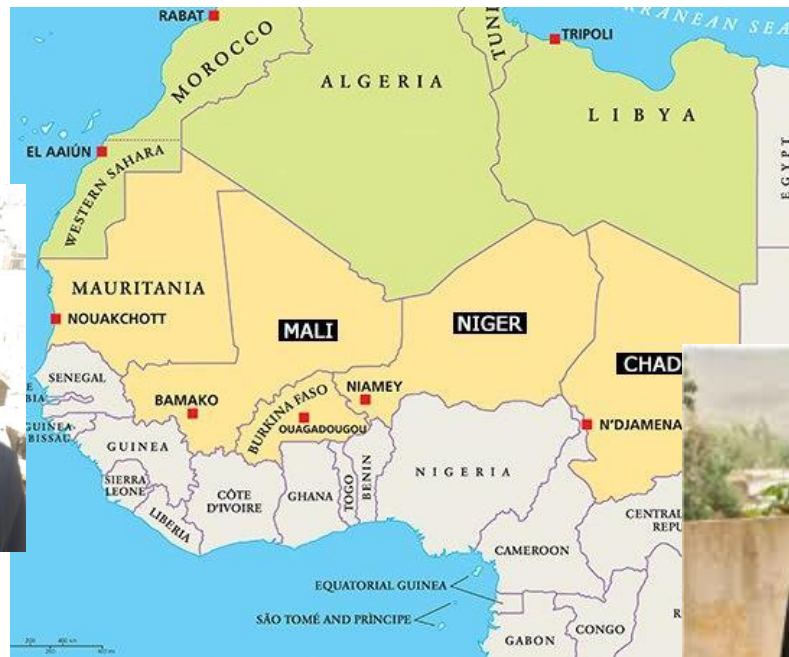 RABAT
TRIPOLI
RRANEAN SEA
MOROCCO
TUNI
ALGERIA
LIBYA
EGYPT
EL AAIÚN
WESTERN SAHARA
MAURITANIA
NOUAKCHOTT
MALI
NIGER
CHAD
SENEGAL
BAMAKO
BURKINA FASO
NIAMEY
OUAGADOUGOU
N'DJAMENA
GUINEA
BISSAU
GUINEA
SIERRA
LEONE
LIBERIA
CÔTE
D'IVOIRE
GHANA
TOGO
BENIN
NIGERIA
CENTRAL
REPU
CAMEROON
EQUATORIAL GUINEA
SÃO TOMÉ AND PRÌNCIPE
GABON
CONGO